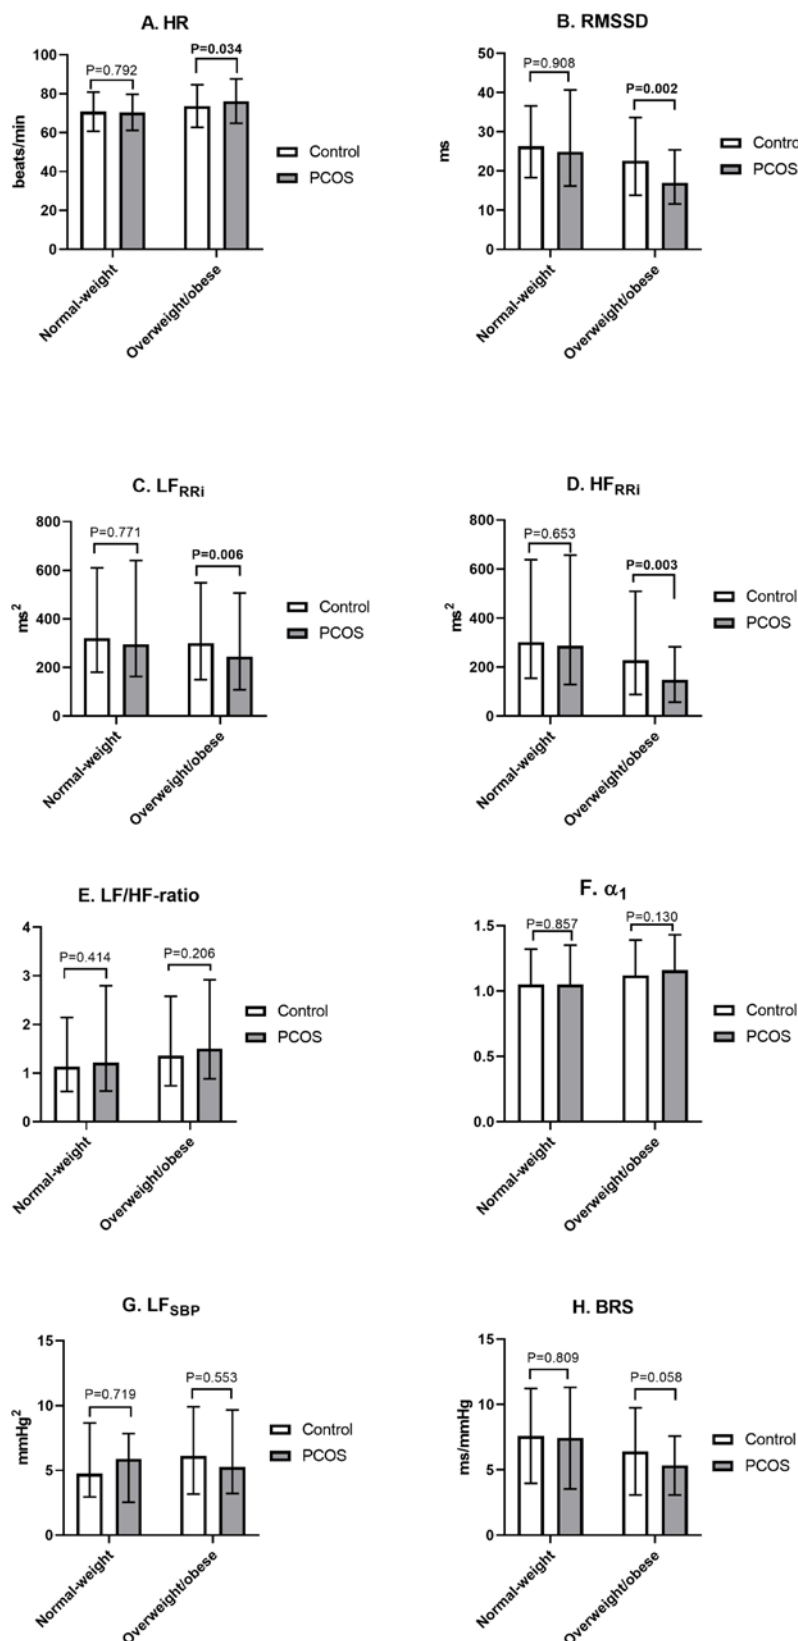 A. HR
P=0.792
P=0.034
100
80
60
40
20
0
beats/min
Control
PCOS
Normal-weight
Overweight/obese
B. RMSSD
P=0.908
P=0.002
50
40
30
20
10
0
ms
Control
PCOS
Normal-weight
Overweight/obese
C. LF_RRi
P=0.771
P=0.006
800
600
400
200
0
ms²
Control
PCOS
Normal-weight
Overweight/obese
D. HF_RRi
P=0.653
P=0.003
800
600
400
200
0
ms²
Control
PCOS
Normal-weight
Overweight/obese
E. LF/HF-ratio
P=0.414
P=0.206
4
3
2
1
0
Control
PCOS
Normal-weight
Overweight/obese
F. α₁
P=0.857
P=0.130
1.5
1.0
0.5
0.0
Control
PCOS
Normal-weight
Overweight/obese
G. LF_SBP
P=0.719
P=0.553
15
10
5
0
mmHg²
Control
PCOS
Normal-weight
Overweight/obese
H. BRS
P=0.809
P=0.058
15
10
5
0
ms/mmHg
Control
PCOS
Normal-weight
Overweight/obese